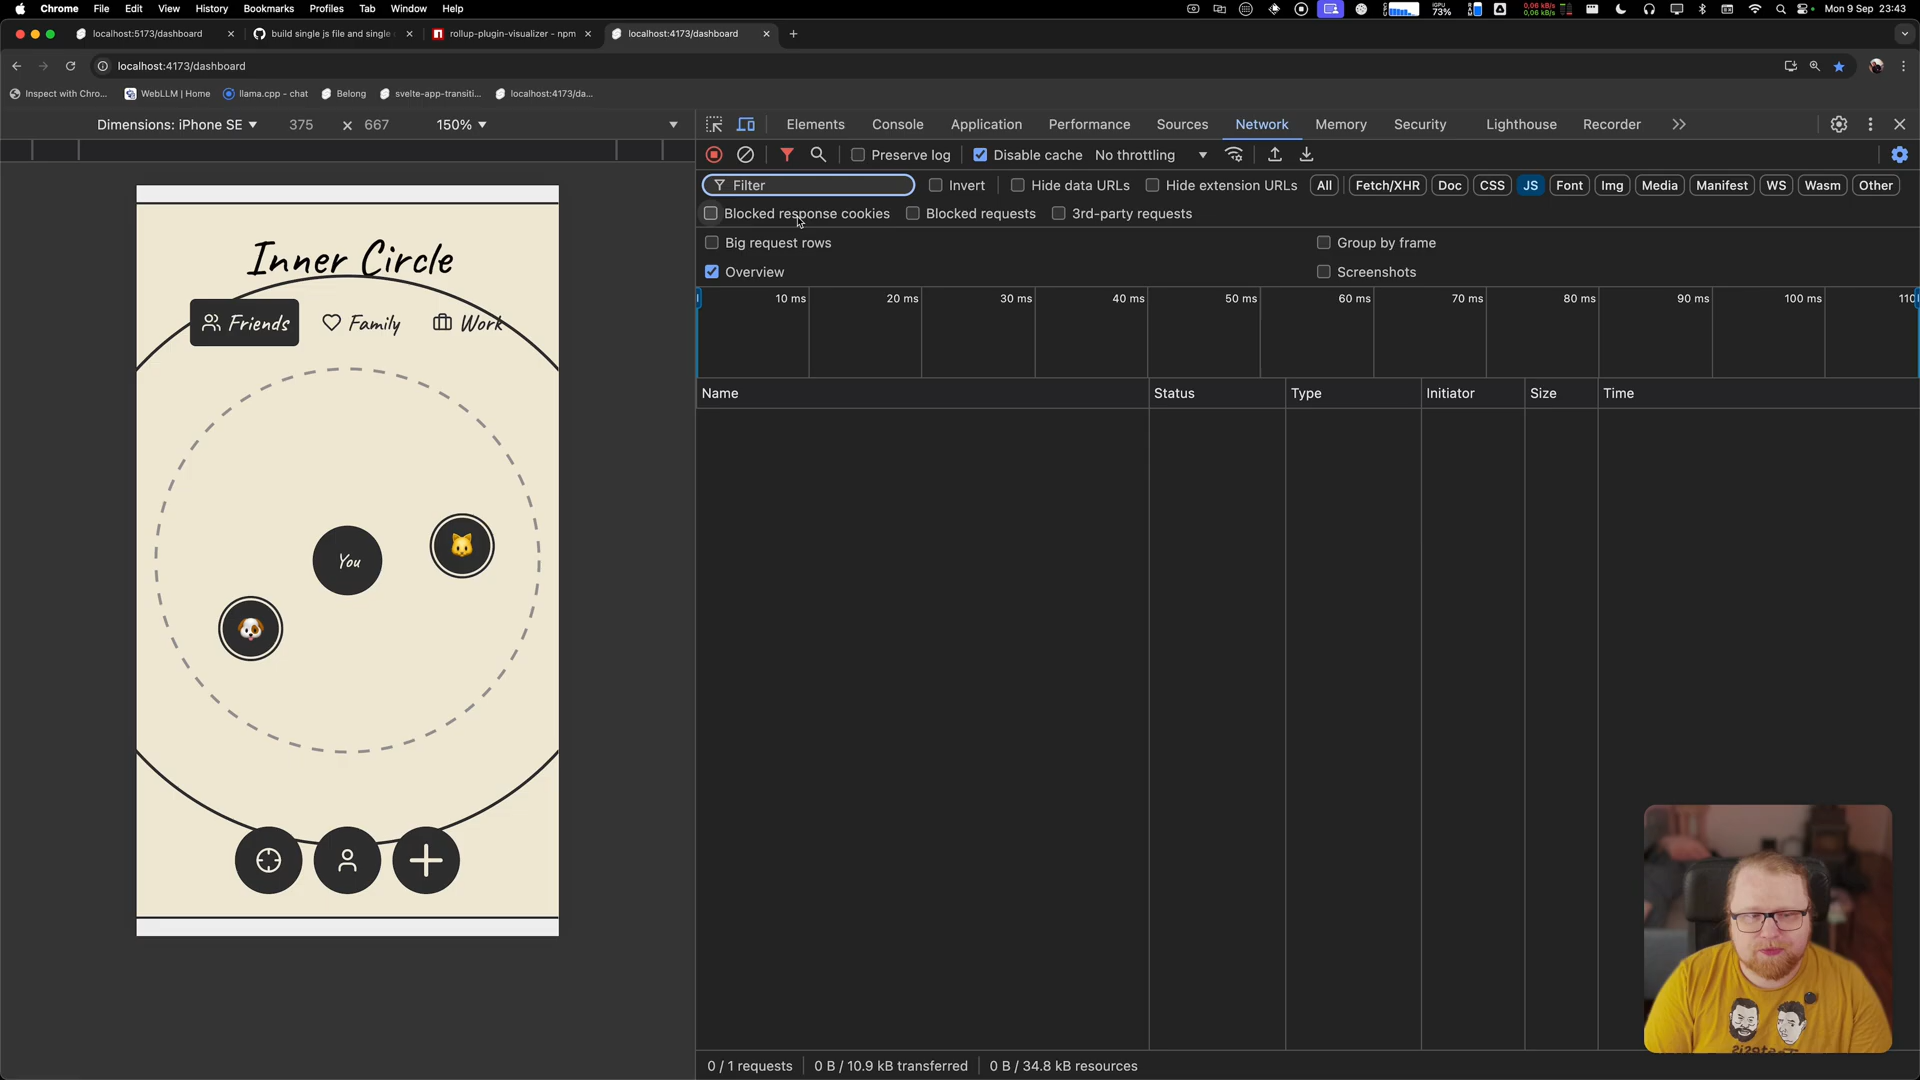 Chrome File Edit View History Bookmarks Profiles Tab Window Help
IGPU 73% 0,06 kB/s 0,06 kB/s Mon 9 Sep 23:43
localhost:5173/dashboard build single js file and single rollup-plugin-visualizer - npm localhost:4173/dashboard
localhost:4173/dashboard
Inspect with Chro... WebLLM | Home llama.cpp - chat Belong svelte-app-transiti... localhost:4173/da...
Dimensions: iPhone SE 375 × 667 150%
Elements Console Application Performance Sources Network Memory Security Lighthouse Recorder
Preserve log Disable cache No throttling
Filter Invert Hide data URLs Hide extension URLs All Fetch/XHR Doc CSS JS Font Img Media Manifest WS Wasm Other
Blocked response cookies Blocked requests 3rd-party requests
Big request rows Group by frame
Overview Screenshots
10 ms 20 ms 30 ms 40 ms 50 ms 60 ms 70 ms 80 ms 90 ms 100 ms 110
Name Status Type Initiator Size Time
Inner Circle
Friends Family Work
You
0 / 1 requests 0 B / 10.9 kB transferred 0 B / 34.8 kB resources